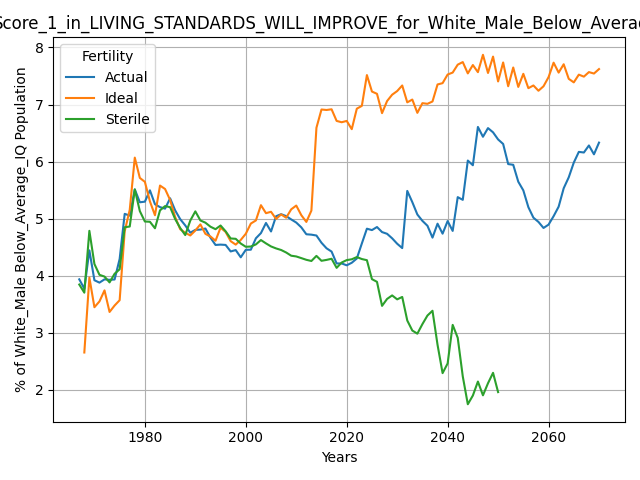 Score_1_in_LIVING_STANDARDS_WILL_IMPROVE_for_White_Male_Below_Avera
Fertility
Actual
Ideal
Sterile
% of White_Male Below_Average_IQ Population
8
7
6
5
4
3
2
1980
2000
2020
2040
2060
Years